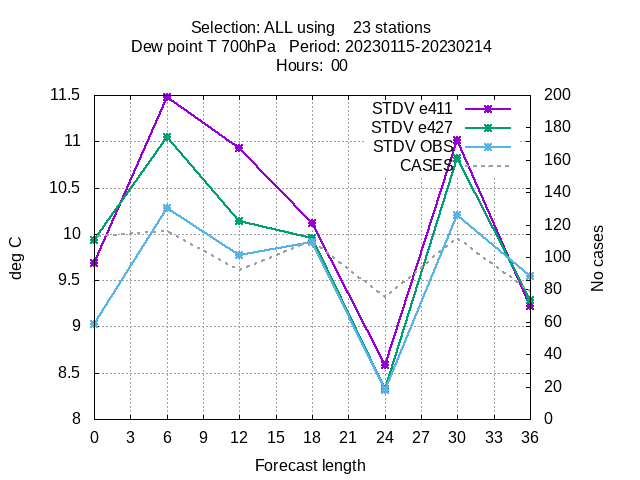 Selection: ALL using    23 stations
Dew point T 700hPa   Period: 20230115-20230214
Hours:  00
STDV e411
STDV e427
STDV OBS
CASES
11.5
11
10.5
10
9.5
9
8.5
8
200
180
160
140
120
100
80
60
40
20
0
deg C
No cases
0 3 6 9 12 15 18 21 24 27 30 33 36
Forecast length